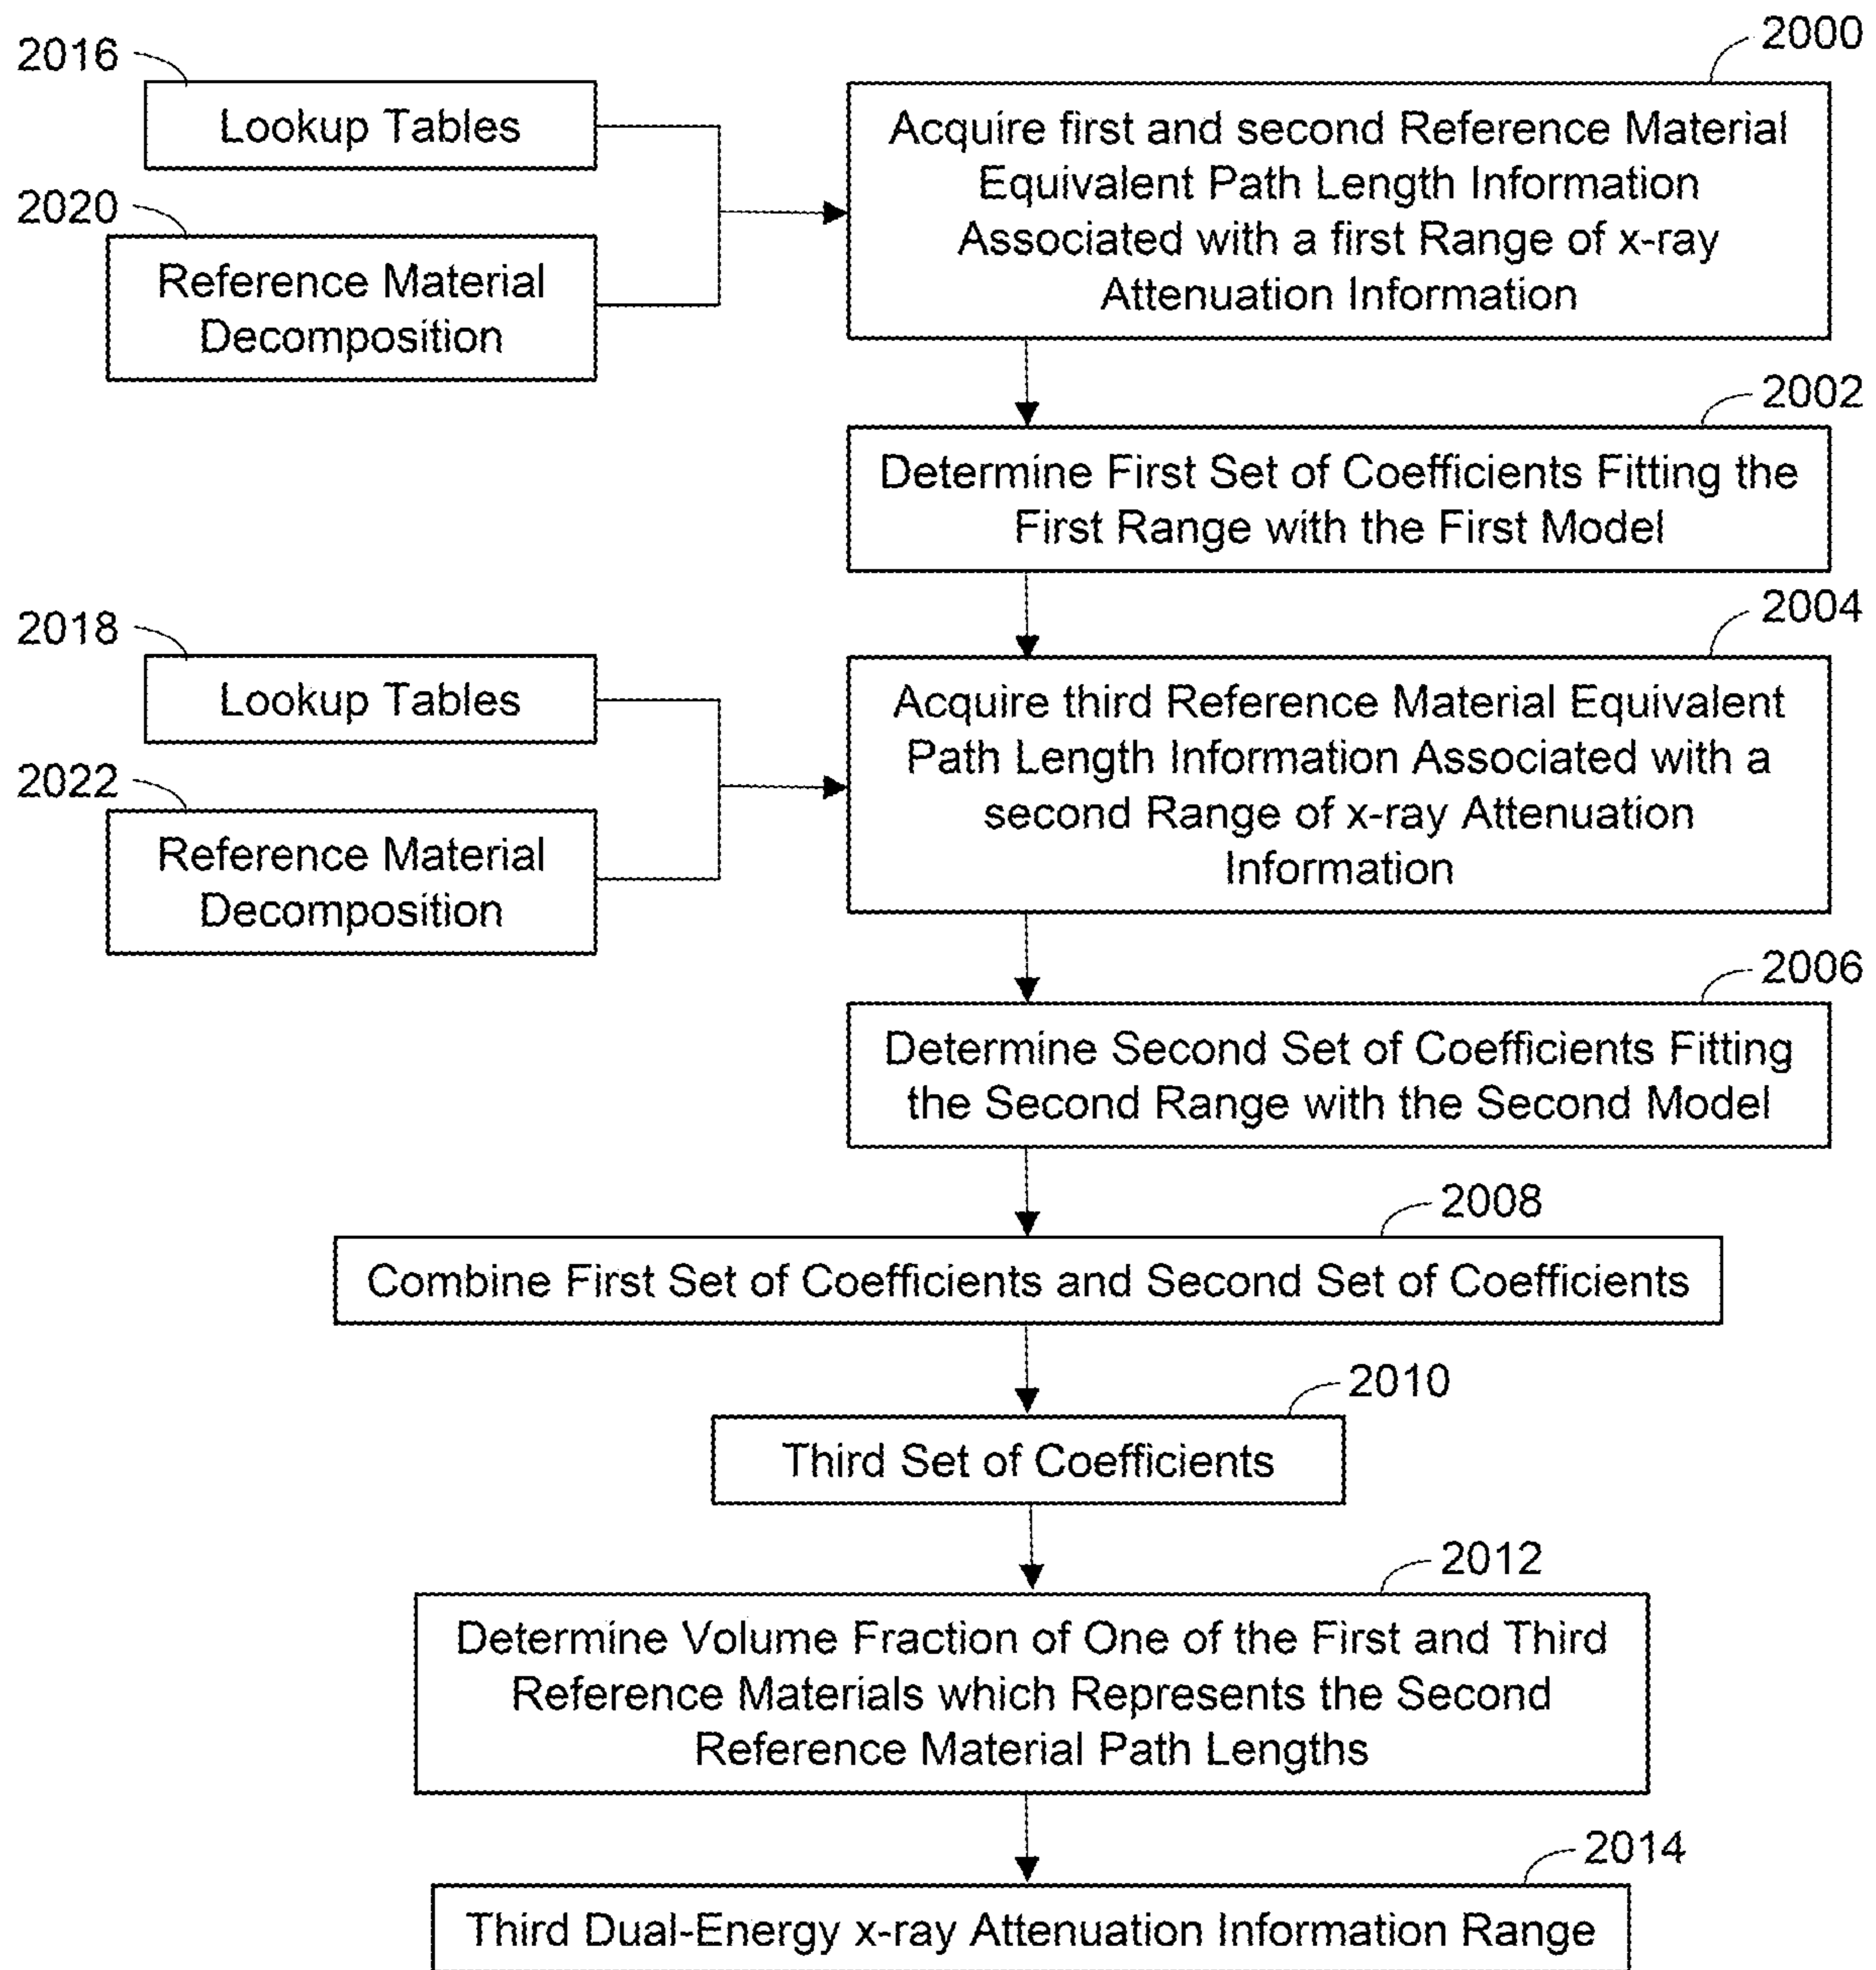 2016
Lookup Tables
2020
Reference Material
Decomposition
2000
Acquire first and second Reference Material
Equivalent Path Length Information
Associated with a first Range of x-ray
Attenuation Information
2002
Determine First Set of Coefficients Fitting the
First Range with the First Model
2018
Lookup Tables
2022
Reference Material
Decomposition
2004
Acquire third Reference Material Equivalent
Path Length Information Associated with a
second Range of x-ray Attenuation
Information
2006
Determine Second Set of Coefficients Fitting
the Second Range with the Second Model
2008
Combine First Set of Coefficients and Second Set of Coefficients
2010
Third Set of Coefficients
2012
Determine Volume Fraction of One of the First and Third
Reference Materials which Represents the Second
Reference Material Path Lengths
2014
Third Dual-Energy x-ray Attenuation Information Range